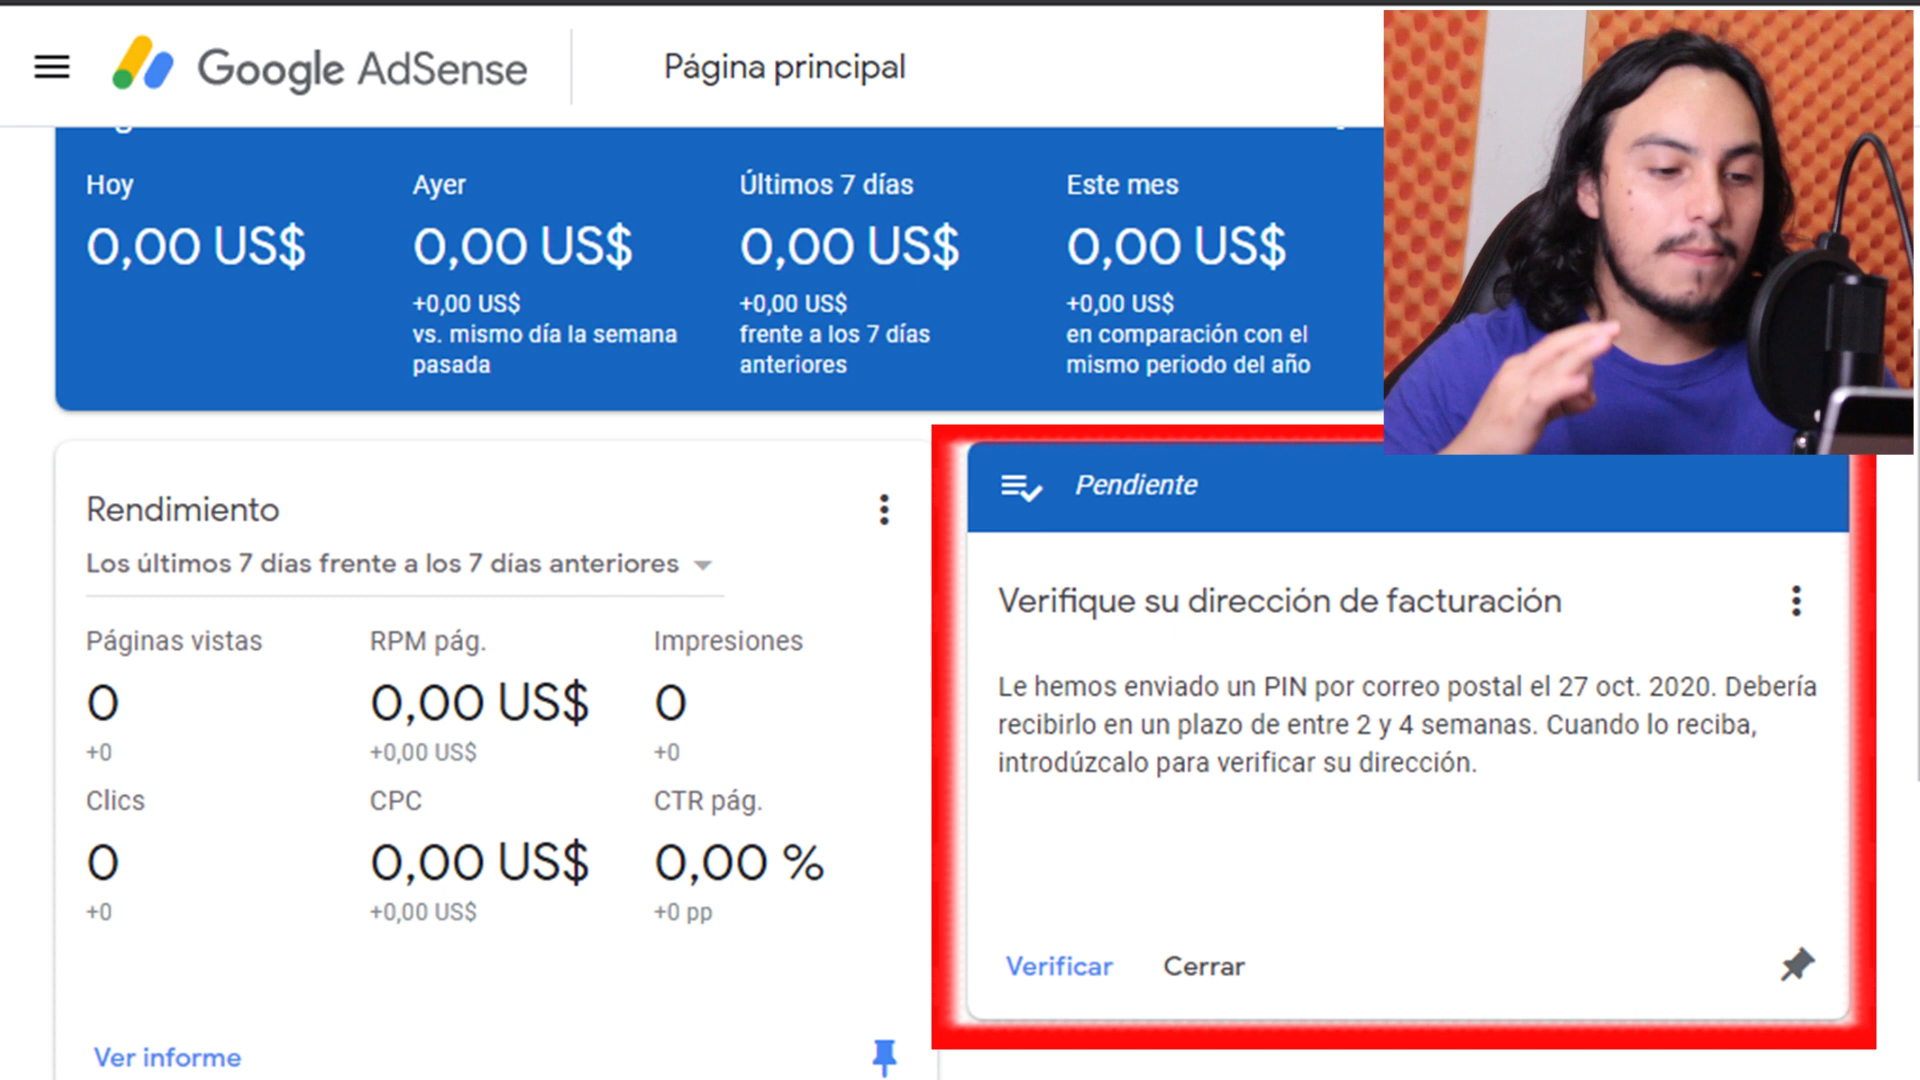 Google AdSense
Página principal
Hoy
0,00 US$
Ayer
0,00 US$
+0,00 US$
vs. mismo día la semana
pasada
Últimos 7 días
0,00 US$
+0,00 US$
frente a los 7 días
anteriores
Este mes
0,00 US$
+0,00 US$
en comparación con el
mismo periodo del año
Rendimiento
Los últimos 7 días frente a los 7 días anteriores
Páginas vistas
0
+0
RPM pág.
0,00 US$
+0,00 US$
Impresiones
0
+0
Clics
0
+0
CPC
0,00 US$
+0,00 US$
CTR pág.
0,00 %
+0 pp
Ver informe
Pendiente
Verifique su dirección de facturación
Le hemos enviado un PIN por correo postal el 27 oct. 2020. Debería
recibirlo en un plazo de entre 2 y 4 semanas. Cuando lo reciba,
introdúzcalo para verificar su dirección.
Verificar
Cerrar